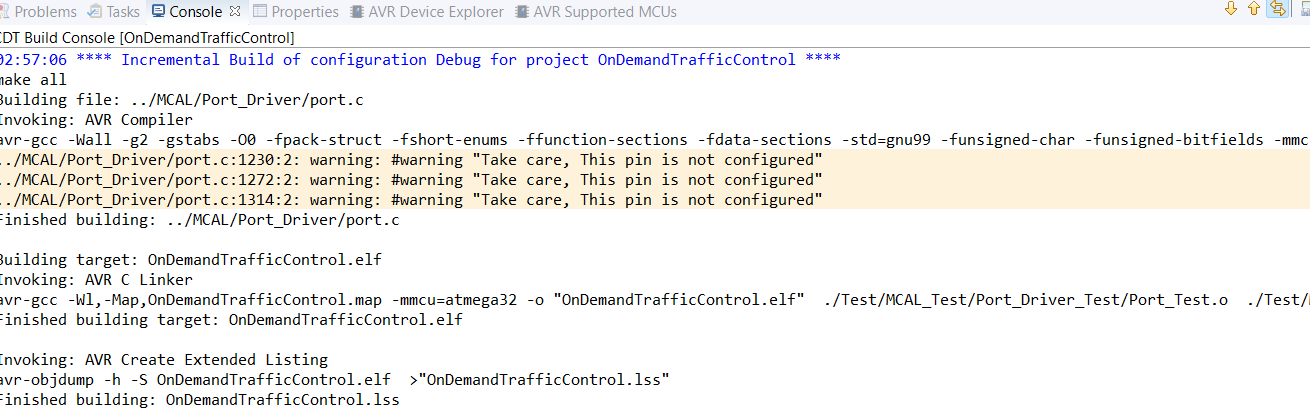 Problems Tasks Console Properties AVR Device Explorer AVR Supported MCUs
CDT Build Console [OnDemandTrafficControl]
02:57:06 **** Incremental Build of configuration Debug for project OnDemandTrafficControl ****
make all
Building file: ../MCAL/Port_Driver/port.c
Invoking: AVR Compiler
avr-gcc -Wall -g2 -gstabs -O0 -fpack-struct -fshort-enums -ffunction-sections -fdata-sections -std=gnu99 -funsigned-char -funsigned-bitfields -mmc
../MCAL/Port_Driver/port.c:1230:2: warning: #warning "Take care, This pin is not configured"
../MCAL/Port_Driver/port.c:1272:2: warning: #warning "Take care, This pin is not configured"
../MCAL/Port_Driver/port.c:1314:2: warning: #warning "Take care, This pin is not configured"
Finished building: ../MCAL/Port_Driver/port.c
Building target: OnDemandTrafficControl.elf
Invoking: AVR C Linker
avr-gcc -Wl,-Map,OnDemandTrafficControl.map -mmcu=atmega32 -o "OnDemandTrafficControl.elf" ./Test/MCAL_Test/Port_Driver_Test/Port_Test.o ./Test/
Finished building target: OnDemandTrafficControl.elf
Invoking: AVR Create Extended Listing
avr-objdump -h -S OnDemandTrafficControl.elf >"OnDemandTrafficControl.lss"
Finished building: OnDemandTrafficControl.lss